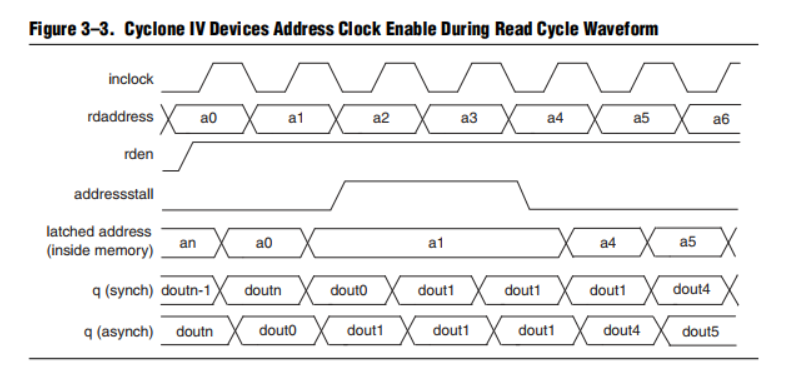 Figure 3–3. Cyclone IV Devices Address Clock Enable During Read Cycle Waveform
inclock
rdaddress a0 a1 a2 a3 a4 a5 a6
rden
addressstall
latched address
(inside memory) an a0 a1 a4 a5
q (synch) doutn-1 doutn dout0 dout1 dout1 dout1 dout4
q (asynch) doutn dout0 dout1 dout1 dout1 dout4 dout5